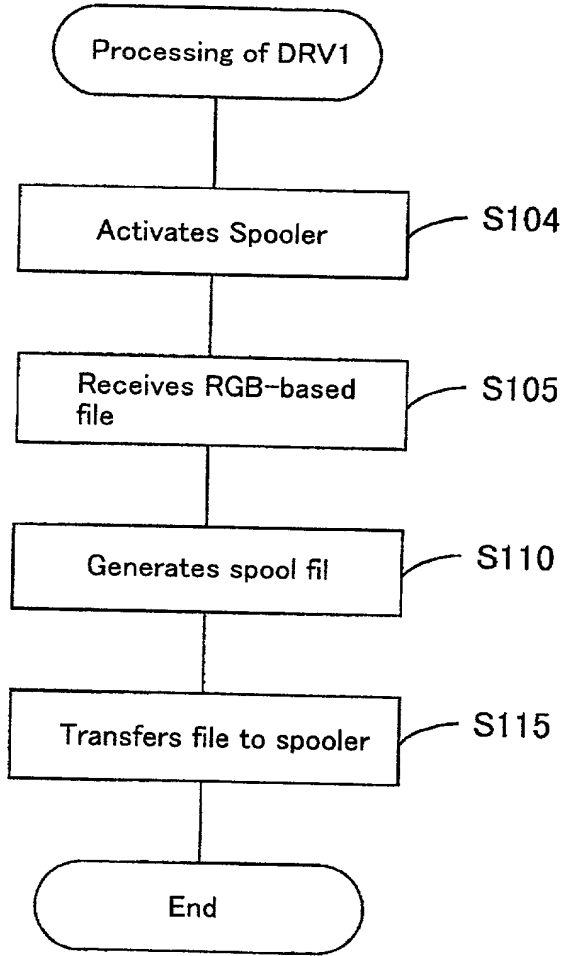 Processing of DRV1
Activates Spooler
S104
Receives RGB-based
file
S105
Generates spool fil
S110
Transfers file to spooler
S115
End